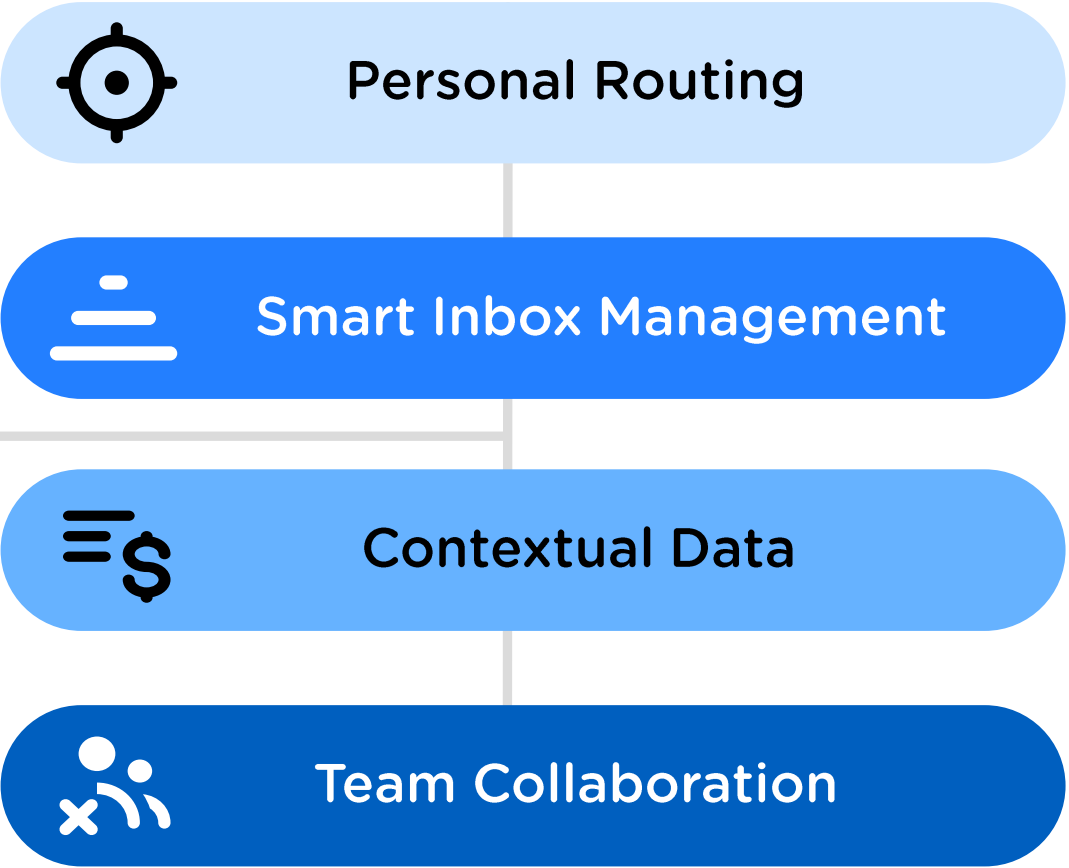 Personal Routing
Smart Inbox Management
Contextual Data
Team Collaboration